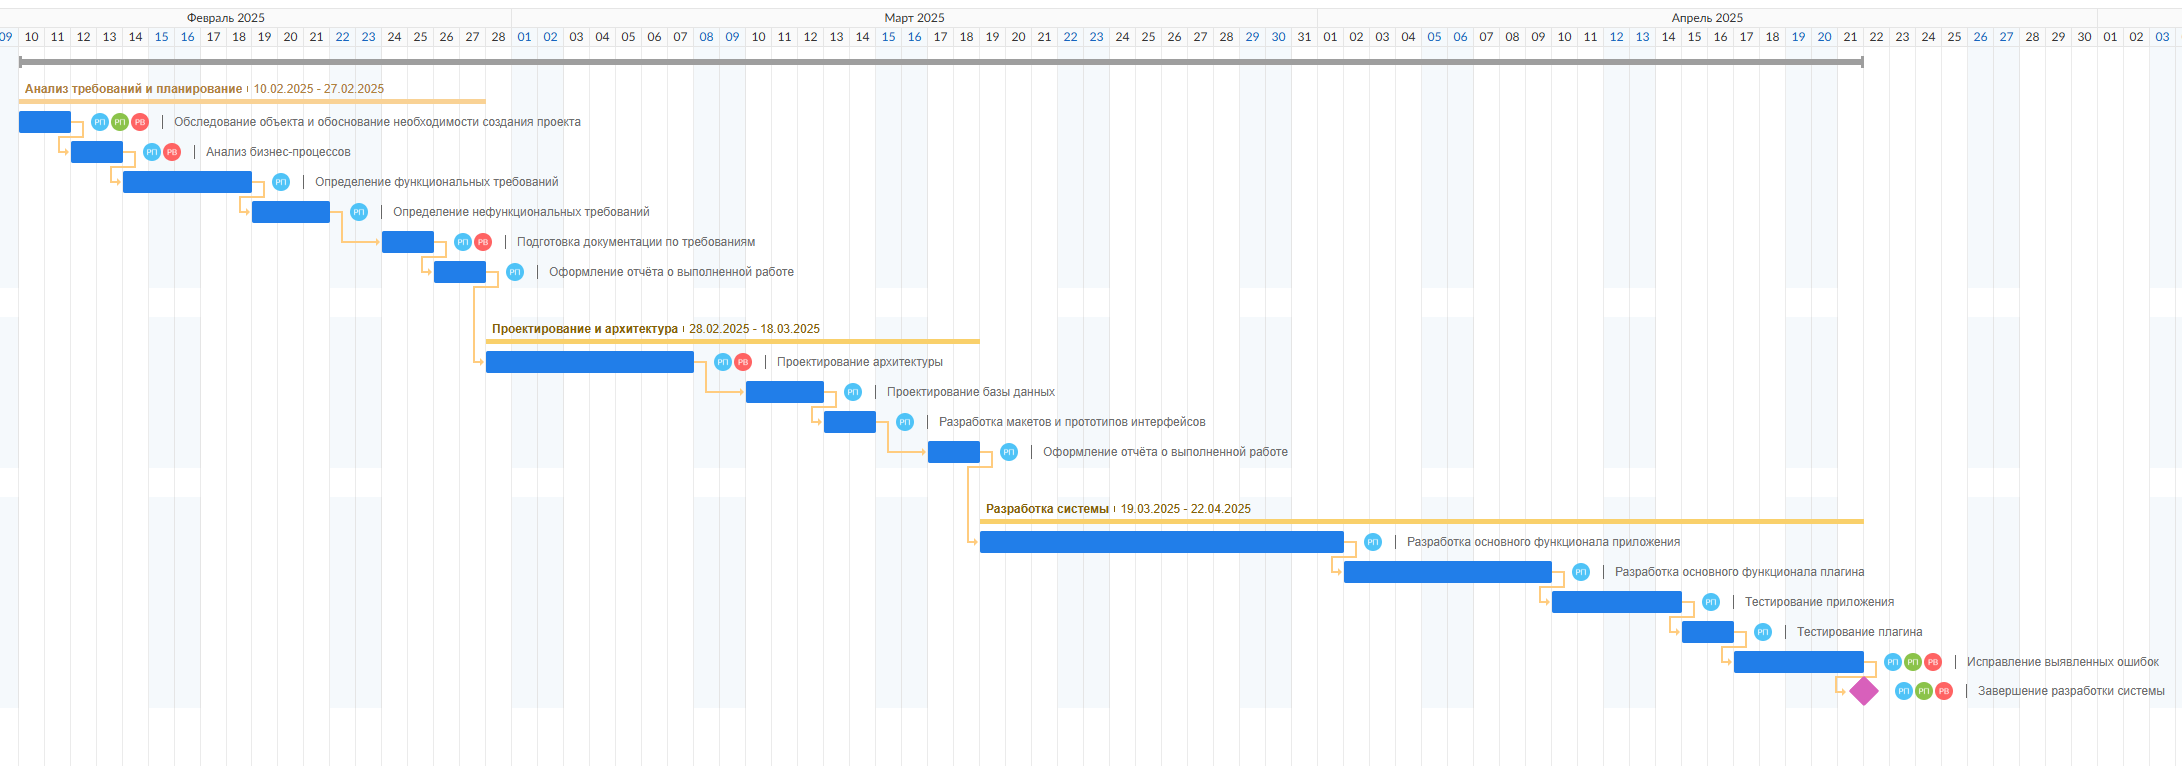 Февраль 2025 Март 2025 Апрель 2025
09 10 11 12 13 14 15 16 17 18 19 20 21 22 23 24 25 26 27 28 01 02 03 04 05 06 07 08 09 10 11 12 13 14 15 16 17 18 19 20 21 22 23 24 25 26 27 28 29 30 31 01 02 03 04 05 06 07 08 09 10 11 12 13 14 15 16 17 18 19 20 21 22 23 24 25 26 27 28 29 30 01 02 03
Анализ требований и планирование 10.02.2025 - 27.02.2025
РП РП РВ Обследование объекта и обоснование необходимости создания проекта
РП РВ Анализ бизнес-процессов
РП Определение функциональных требований
РП Определение нефункциональных требований
РП РВ Подготовка документации по требованиям
РП Оформление отчёта о выполненной работе
Проектирование и архитектура 28.02.2025 - 18.03.2025
РП РВ Проектирование архитектуры
РП Проектирование базы данных
РП Разработка макетов и прототипов интерфейсов
РП Оформление отчёта о выполненной работе
Разработка системы 19.03.2025 - 22.04.2025
РП Разработка основного функционала приложения
РП Разработка основного функционала плагина
РП Тестирование приложения
РП Тестирование плагина
РП РП РВ Исправление выявленных ошибок
РП РП РВ Завершение разработки системы